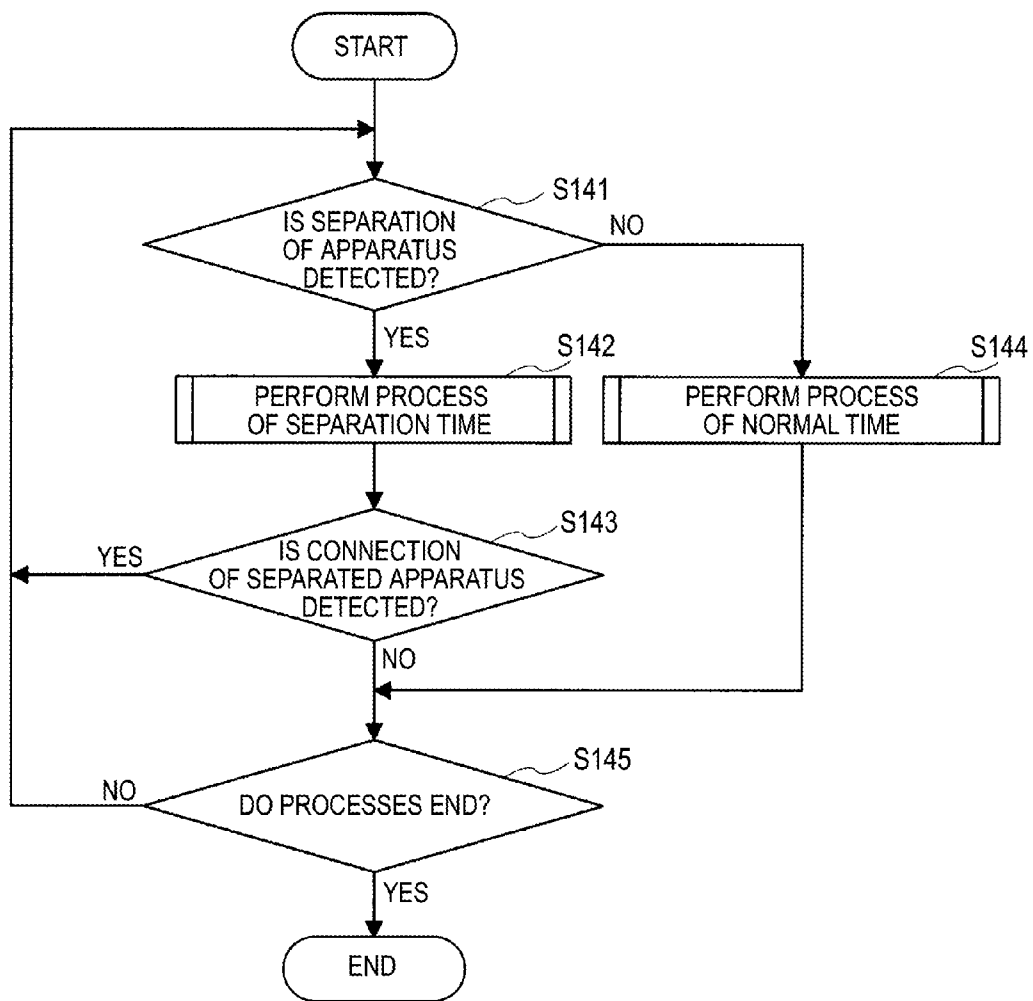 START
S141
IS SEPARATION
OF APPARATUS
DETECTED?
NO
YES
S142
PERFORM PROCESS
OF SEPARATION TIME
S144
PERFORM PROCESS
OF NORMAL TIME
S143
YES
IS CONNECTION
OF SEPARATED APPARATUS
DETECTED?
NO
S145
NO
DO PROCESSES END?
YES
END